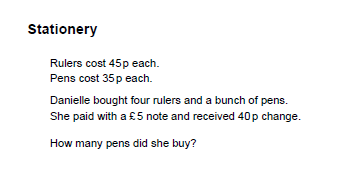 Stationery
Rulers cost 45p each.
Pens cost 35p each.
Danielle bought four rulers and a bunch of pens.
She paid with a £5 note and received 40p change.
How many pens did she buy?